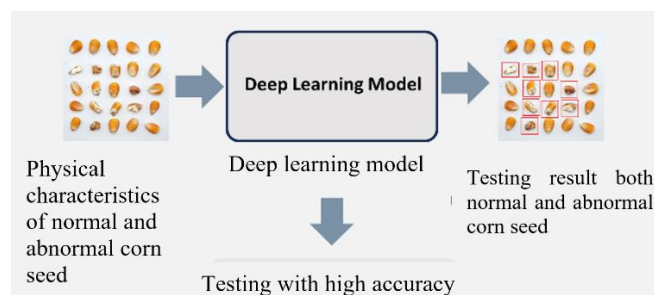 Deep Learning Model
Deep learning model
Physical
characteristics
of normal and
abnormal corn
seed
Testing result both
normal and abnormal
corn seed
Testing with high accuracy